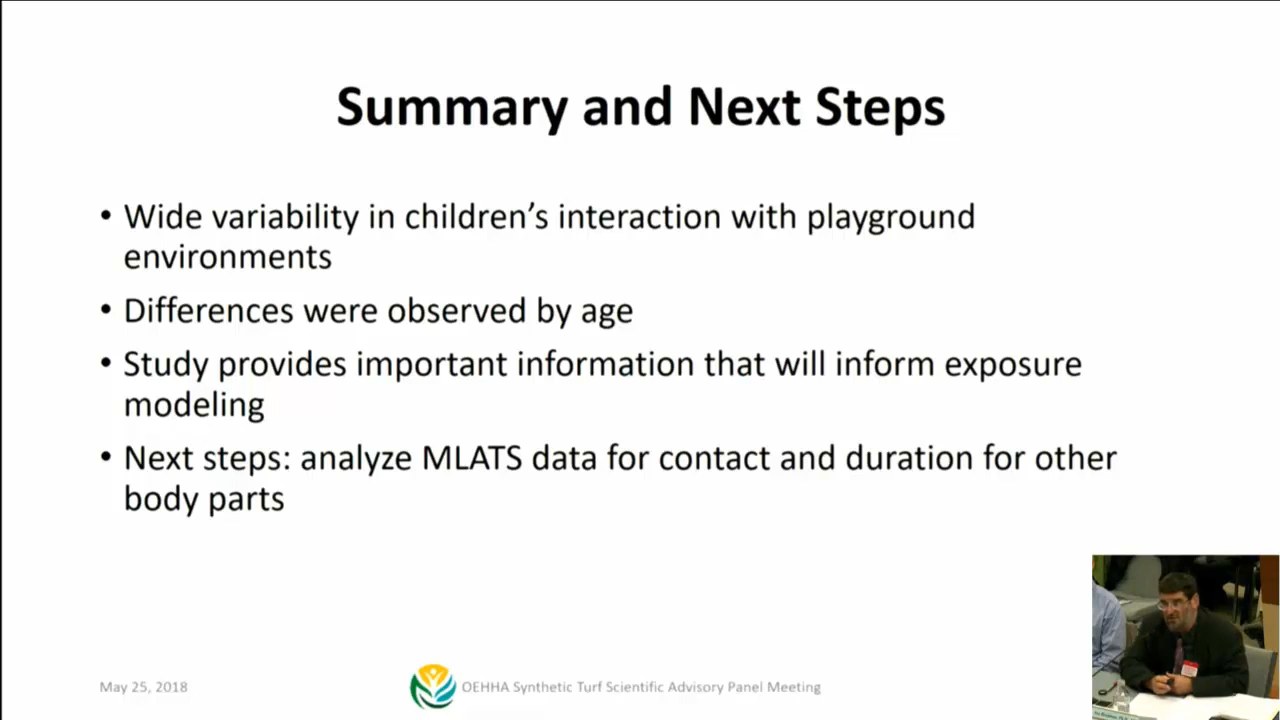 Summary and Next Steps
• Wide variability in children’s interaction with playground
environments
• Differences were observed by age
• Study provides important information that will inform exposure
modeling
• Next steps: analyze MLATS data for contact and duration for other
body parts
May 25, 2018
OEHHA Synthetic Turf Scientific Advisory Panel Meeting